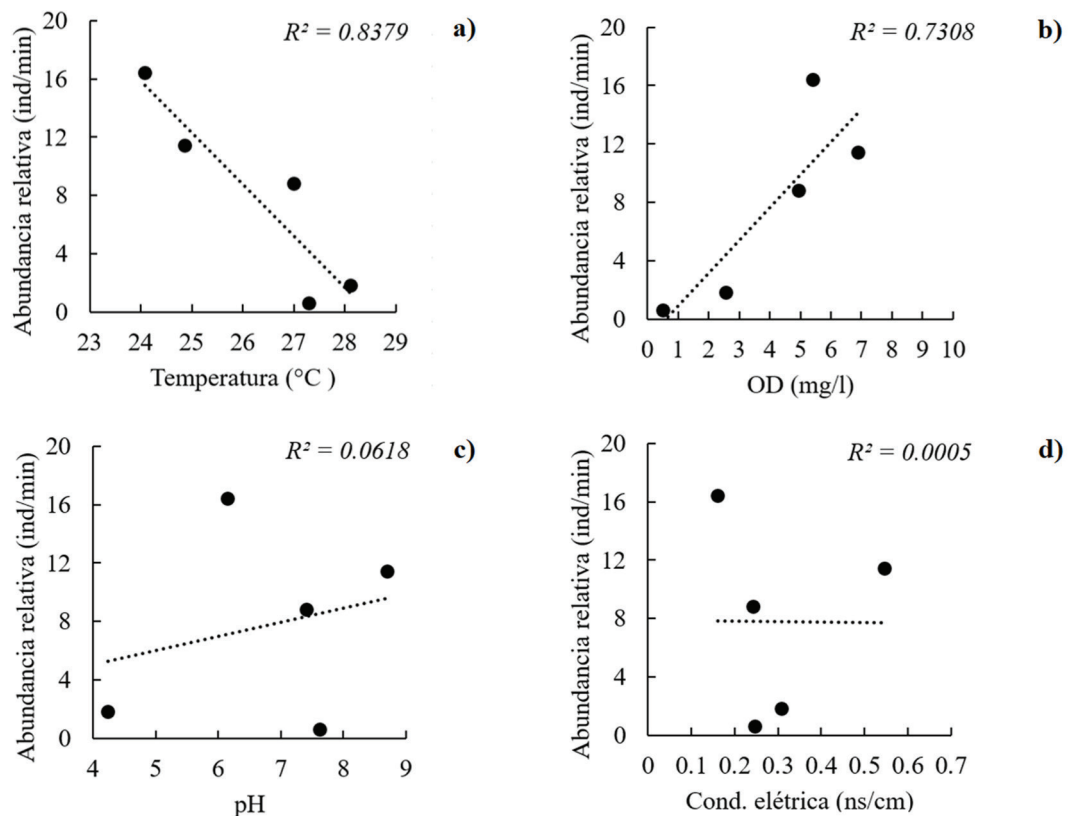 R² = 0.8379
a)
Abundancia relativa (ind/min)
20
16
12
8
4
0
23 24 25 26 27 28 29
Temperatura (°C )
R² = 0.7308
b)
Abundancia relativa (ind/min)
20
16
12
8
4
0
0 1 2 3 4 5 6 7 8 9 10
OD (mg/l)
R² = 0.0618
c)
Abundancia relativa (ind/min)
20
16
12
8
4
0
4 5 6 7 8 9
pH
R² = 0.0005
d)
Abundancia relativa (ind/min)
20
16
12
8
4
0
0 0.1 0.2 0.3 0.4 0.5 0.6 0.7
Cond. elétrica (ns/cm)